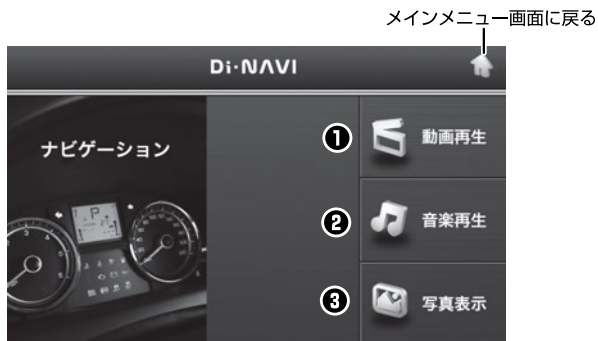 メインメニュー画面に戻る
Di·NAVI
ナビゲーション
❶ 動画再生
❷ 音楽再生
❸ 写真表示
P